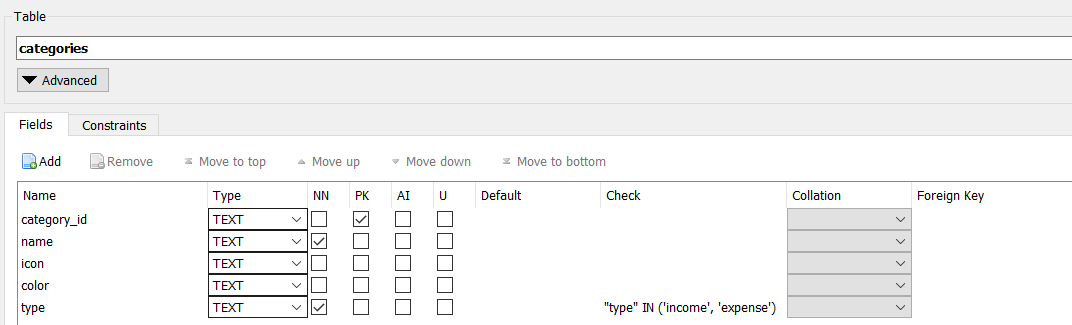 Table
categories
Advanced
Fields Constraints
Add Remove Move to top Move up Move down Move to bottom
Name Type NN PK AI U Default Check Collation Foreign Key
category_id TEXT
name TEXT
icon TEXT
color TEXT
type TEXT "type" IN ('income', 'expense')